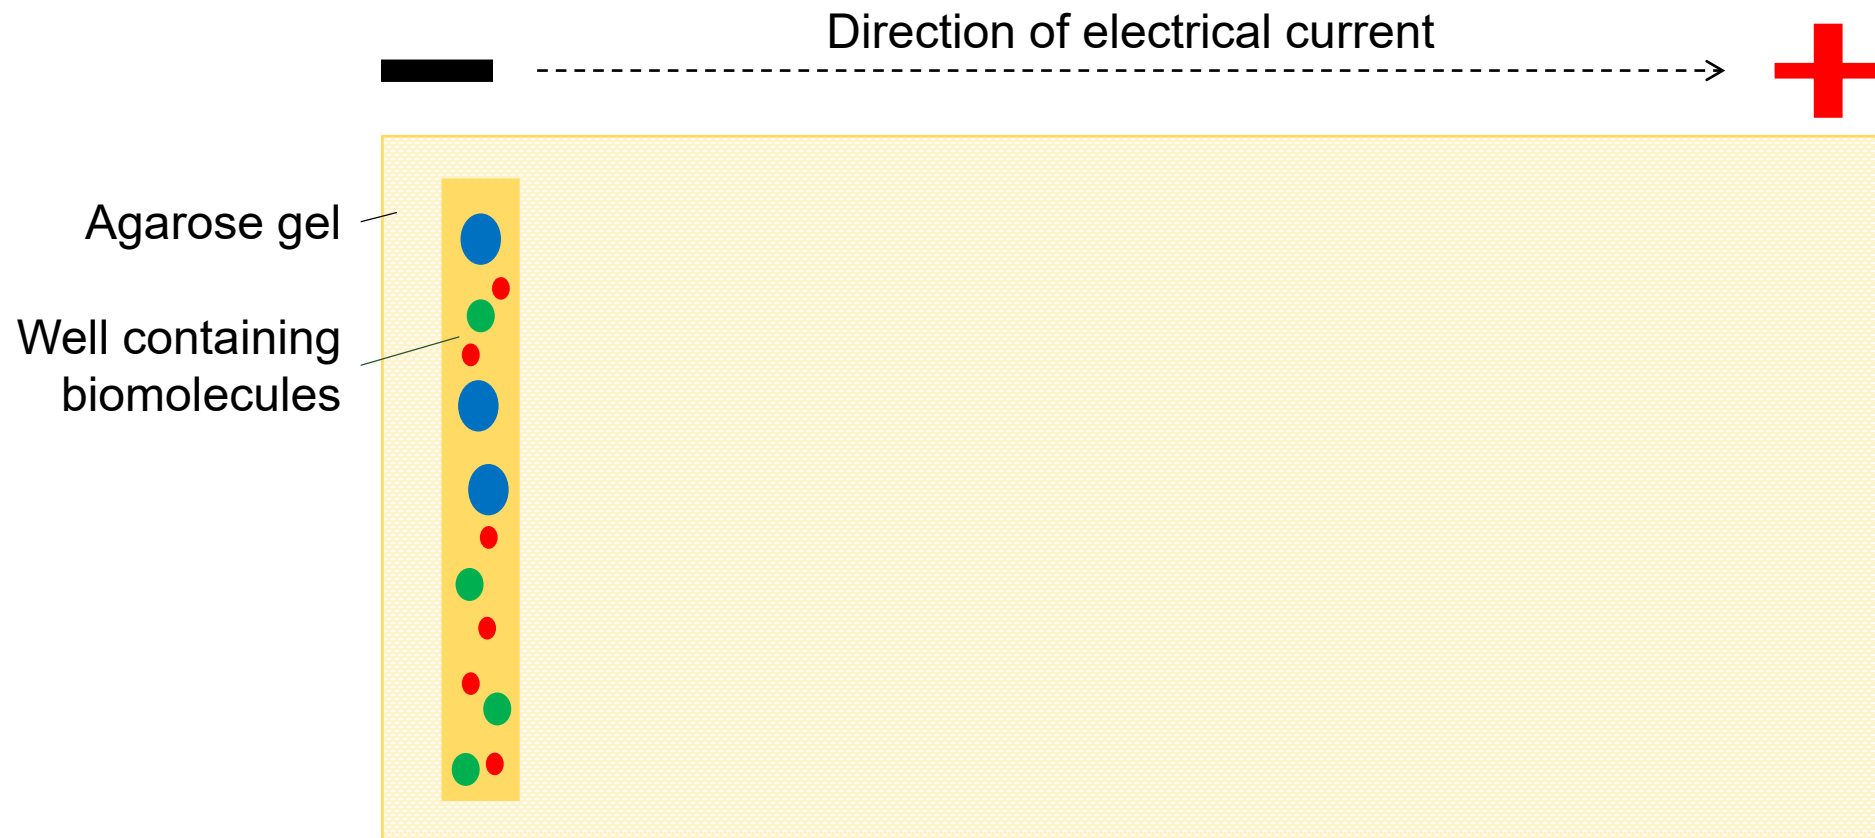 Direction of electrical current
Agarose gel
Well containing
biomolecules